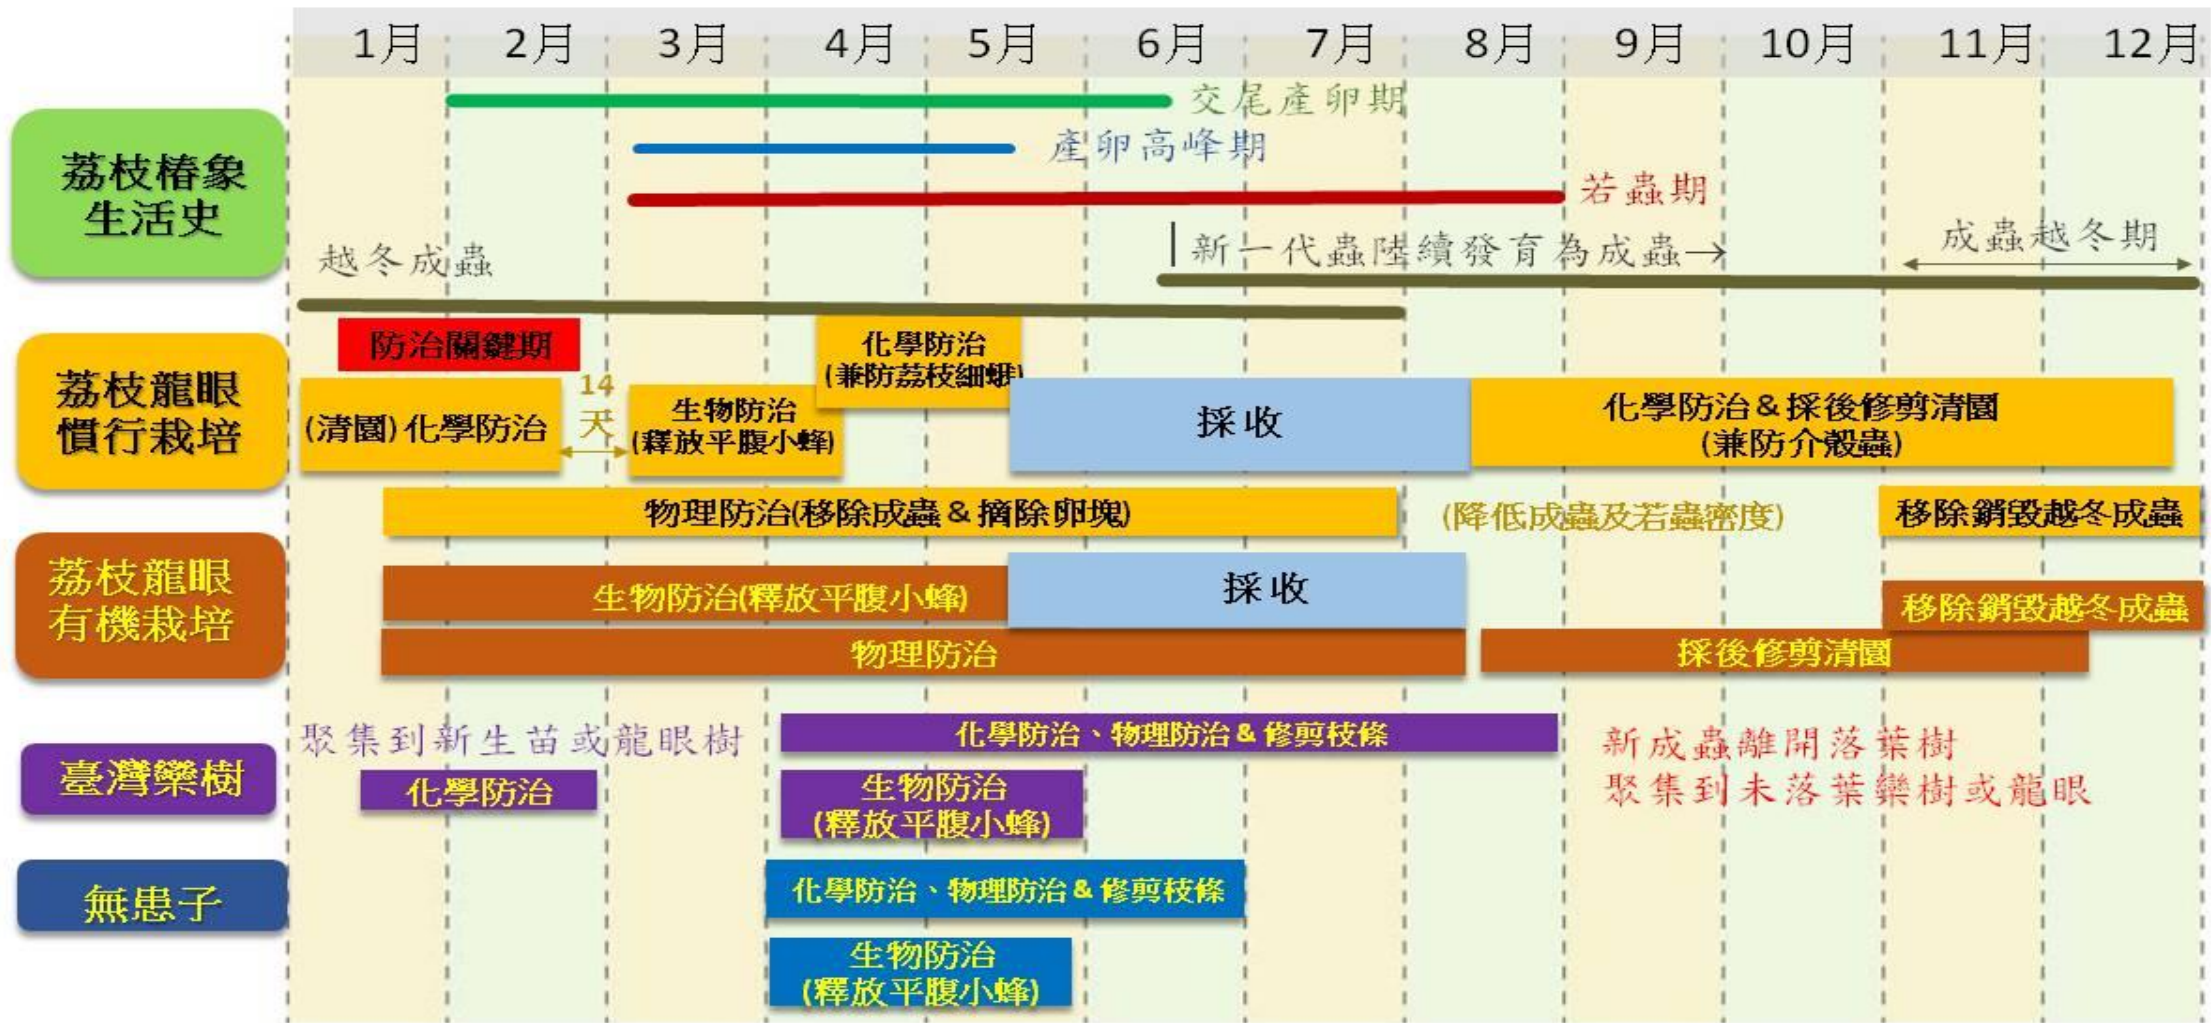 1月 2月 3月 4月 5月 6月 7月 8月 9月 10月 11月 12月
荔枝椿象
生活史
交尾產卵期
產卵高峰期
若蟲期
越冬成蟲
新一代蟲陸續發育為成蟲→
成蟲越冬期
荔枝龍眼
慣行栽培
防治關鍵期
(清園)化學防治
14
天
生物防治
(釋放平腹小蜂)
化學防治
(兼防荔枝細蛾)
採收
化學防治&採後修剪清園
(兼防介殼蟲)
物理防治(移除成蟲&摘除卵塊)
(降低成蟲及若蟲密度)
移除銷毀越冬成蟲
荔枝龍眼
有機栽培
生物防治(釋放平腹小蜂)
採收
移除銷毀越冬成蟲
物理防治
採後修剪清園
臺灣欒樹
聚集到新生苗或龍眼樹
化學防治、物理防治&修剪枝條
新成蟲離開落葉樹
聚集到未落葉欒樹或龍眼
化學防治
生物防治
(釋放平腹小蜂)
無患子
化學防治、物理防治&修剪枝條
生物防治
(釋放平腹小蜂)